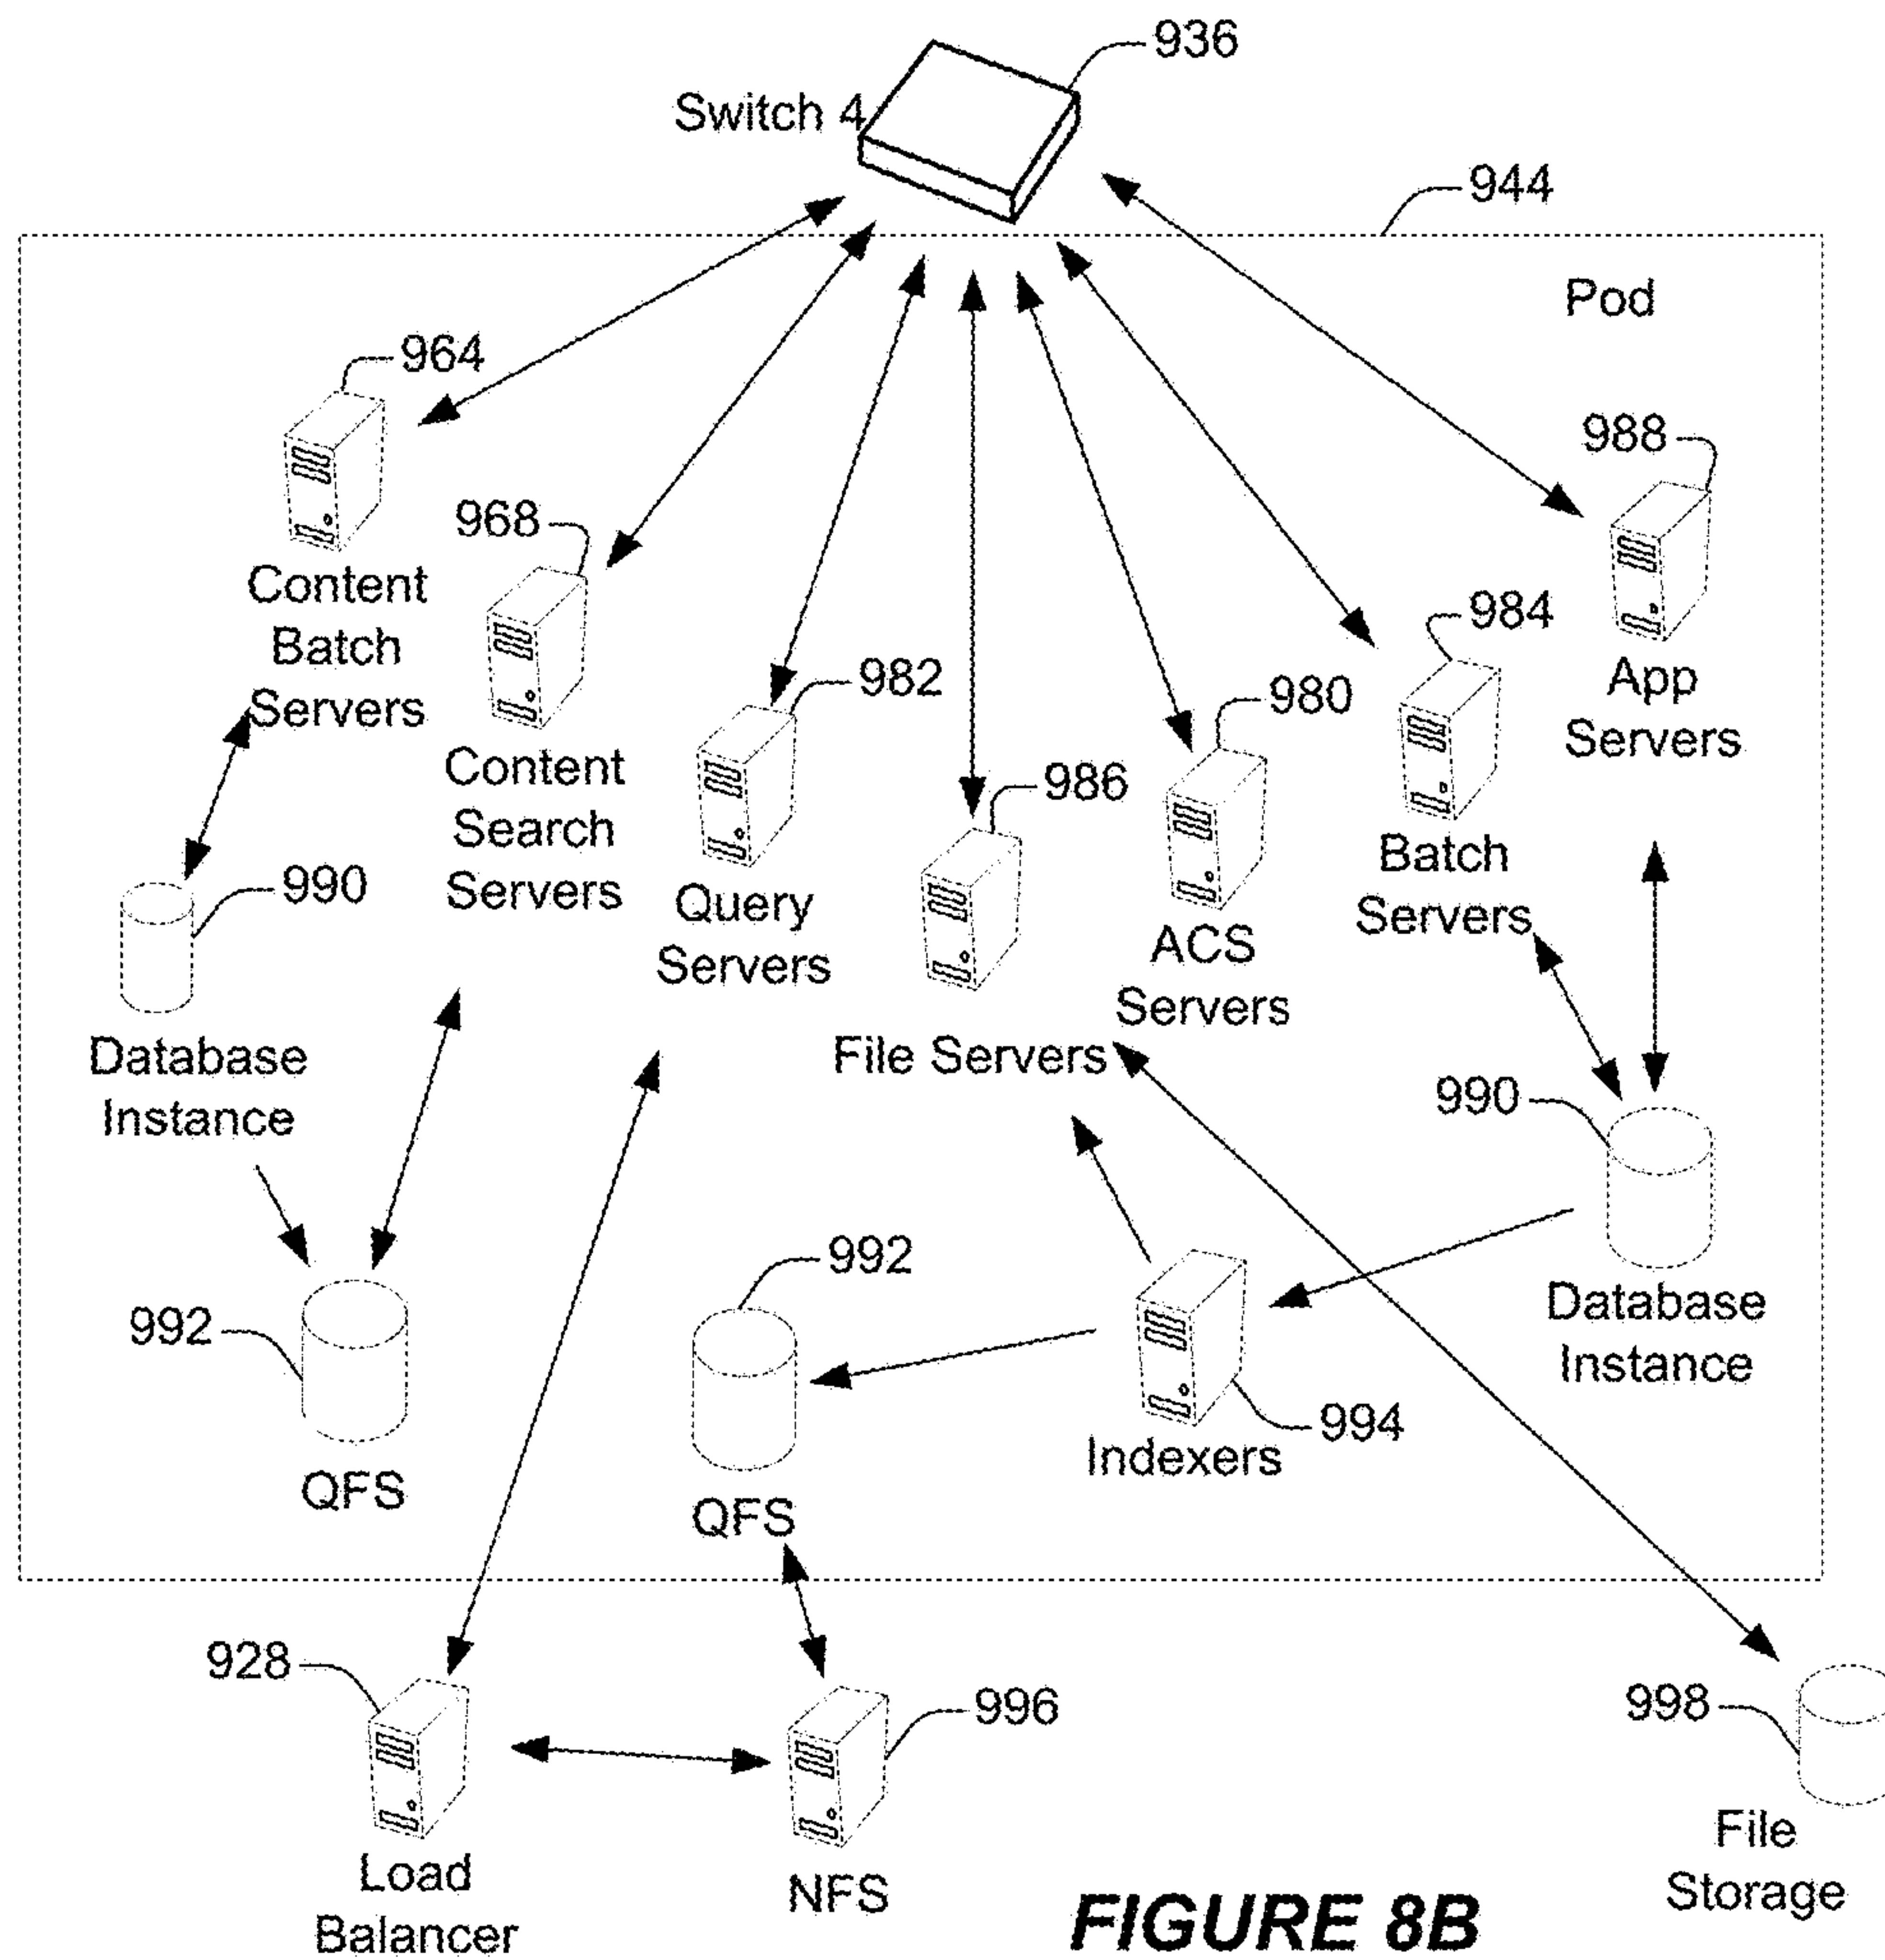 936
Switch 4
944
Pod
964
Content
Batch
Servers
968
Content
Search
Servers
982
Query
Servers
986
File Servers
980
ACS
Servers
984
Batch
Servers
988
App
Servers
990
Database
Instance
990
Database
Instance
992
QFS
992
QFS
994
Indexers
928
Load
Balancer
996
NFS
998
File
Storage
FIGURE 8B